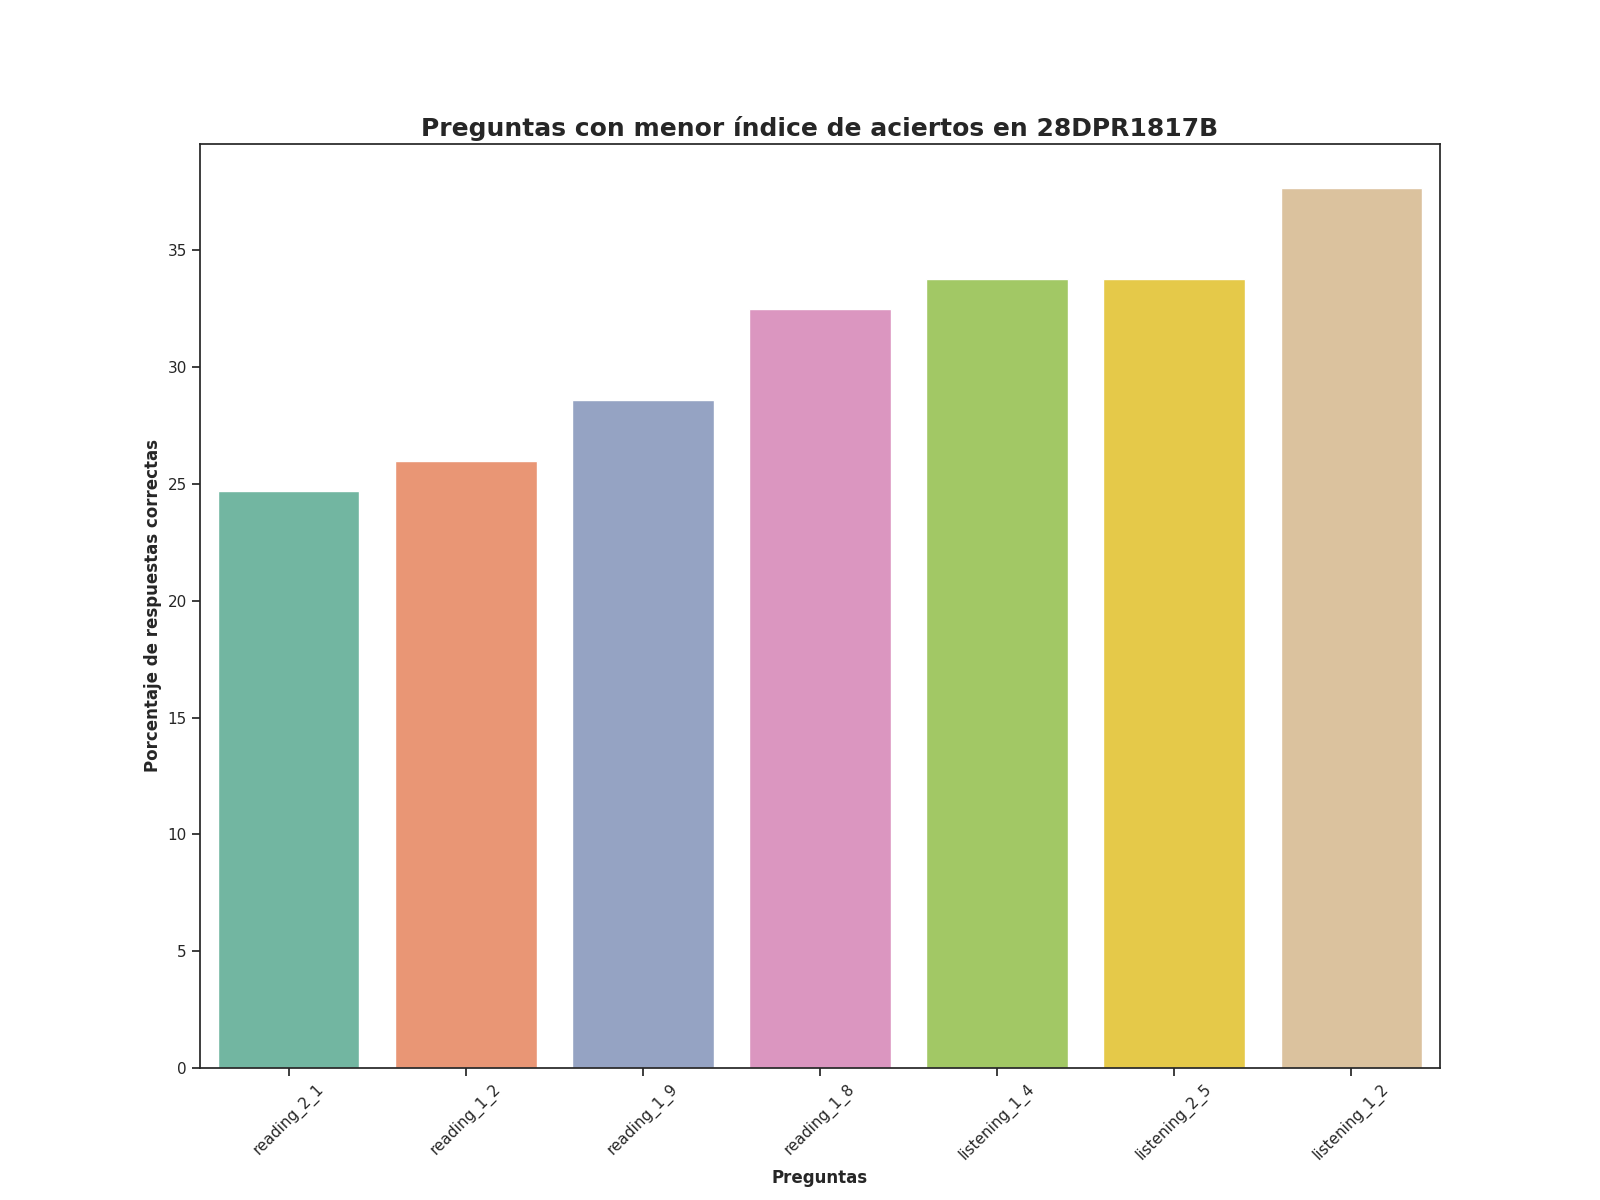 Preguntas con menor índice de aciertos en 28DPR1817B
Porcentaje de respuestas correctas
35
30
25
20
15
10
5
0
reading_2_1
reading_1_2
reading_1_9
reading_1_8
listening_1_4
listening_2_5
listening_1_2
Preguntas